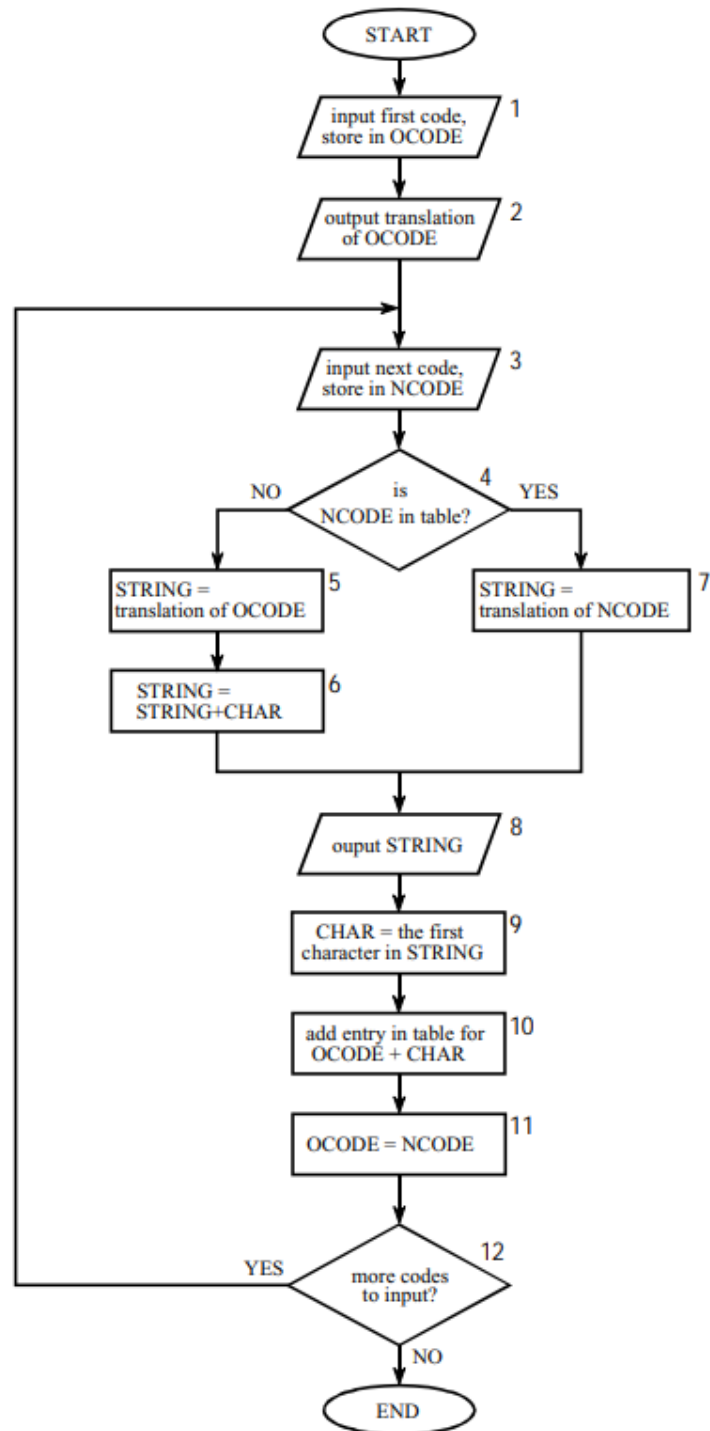 START
1
input first code,
store in OCODE
2
output translation
of OCODE
3
input next code,
store in NCODE
4
NO
is
YES
NCODE in table?
5
STRING =
translation of OCODE
7
STRING =
translation of NCODE
6
STRING =
STRING+CHAR
8
ouput STRING
9
CHAR = the first
character in STRING
10
add entry in table for
OCODE + CHAR
11
OCODE = NCODE
12
YES
more codes
to input?
NO
END